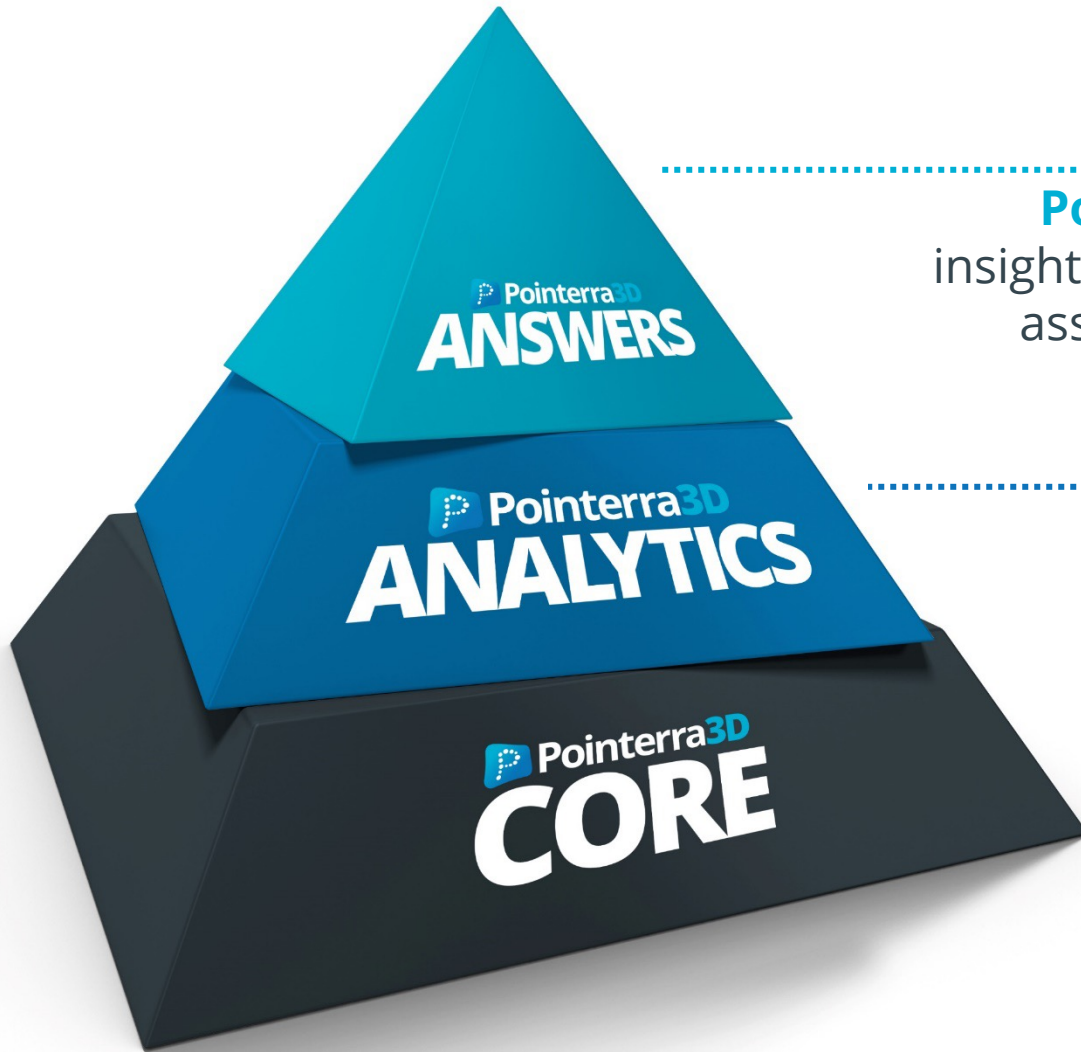 Pointerra3D
ANSWERS
Po
insight
ass
Pointerra3D
ANALYTICS
Pointerra3D
CORE